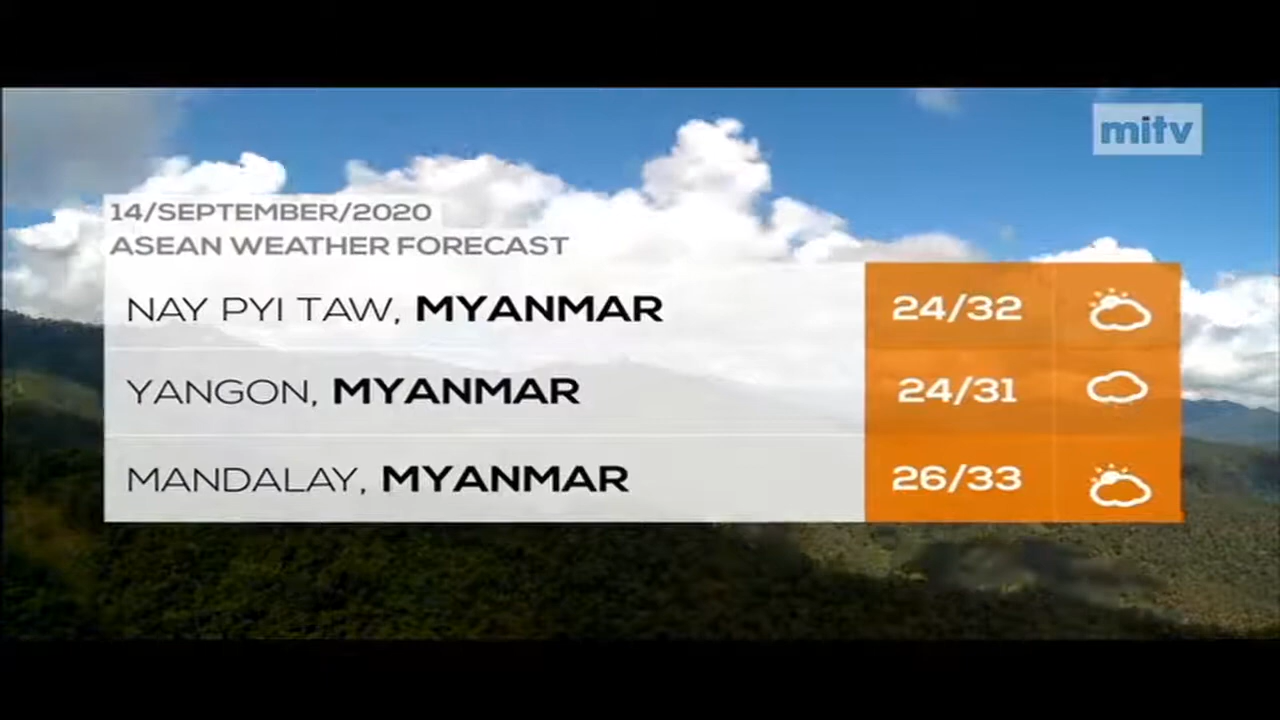 mitv
14/SEPTEMBER/2020
ASEAN WEATHER FORECAST
NAY PYI TAW, MYANMAR 24/32
YANGON, MYANMAR 24/31
MANDALAY, MYANMAR 26/33